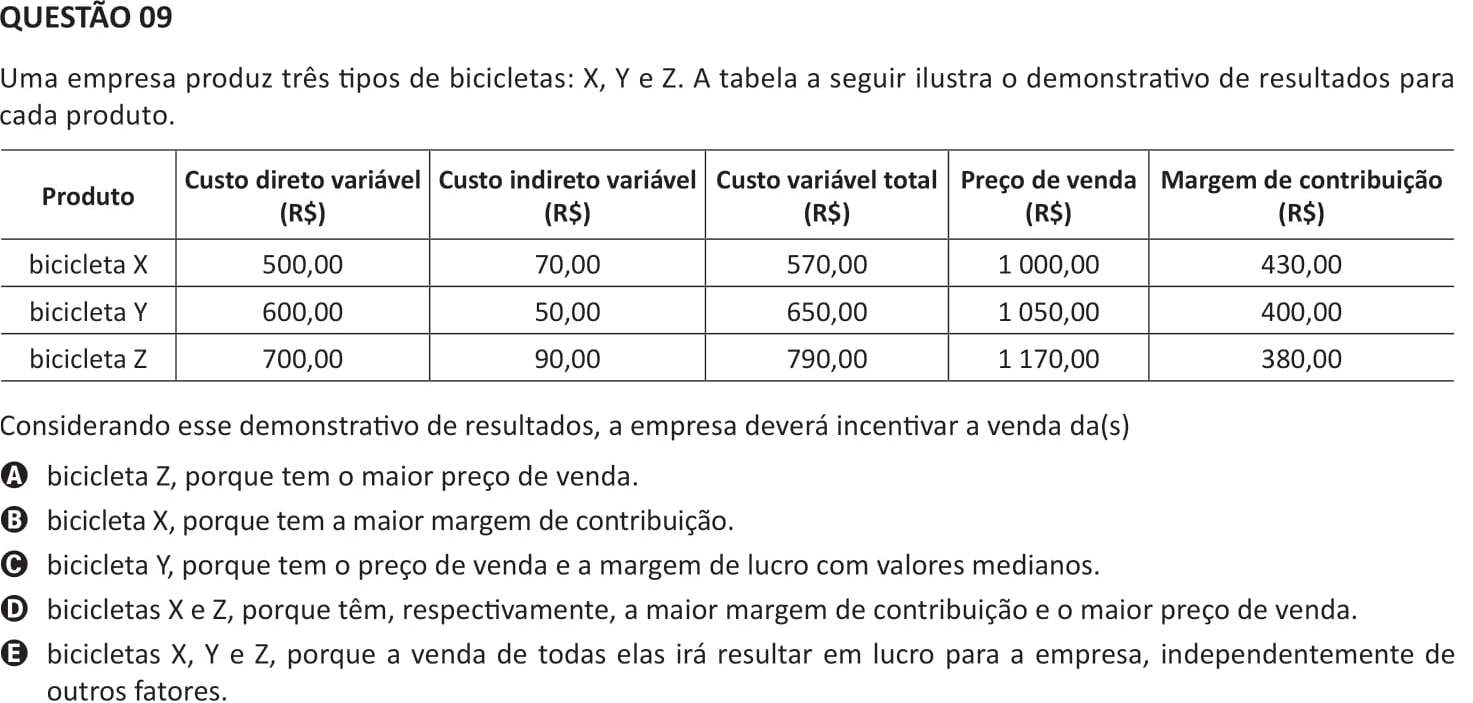 QUESTÃO 09
Uma empresa produz três tipos de bicicletas: X, Y e Z. A tabela a seguir ilustra o demonstrativo de resultados para
cada produto.
Produto | Custo direto variável (R$) | Custo indireto variável (R$) | Custo variável total (R$) | Preço de venda (R$) | Margem de contribuição (R$)
bicicleta X | 500,00 | 70,00 | 570,00 | 1 000,00 | 430,00
bicicleta Y | 600,00 | 50,00 | 650,00 | 1 050,00 | 400,00
bicicleta Z | 700,00 | 90,00 | 790,00 | 1 170,00 | 380,00
Considerando esse demonstrativo de resultados, a empresa deverá incentivar a venda da(s)
A bicicleta Z, porque tem o maior preço de venda.
B bicicleta X, porque tem a maior margem de contribuição.
C bicicleta Y, porque tem o preço de venda e a margem de lucro com valores medianos.
D bicicletas X e Z, porque têm, respectivamente, a maior margem de contribuição e o maior preço de venda.
E bicicletas X, Y e Z, porque a venda de todas elas irá resultar em lucro para a empresa, independentemente de
outros fatores.